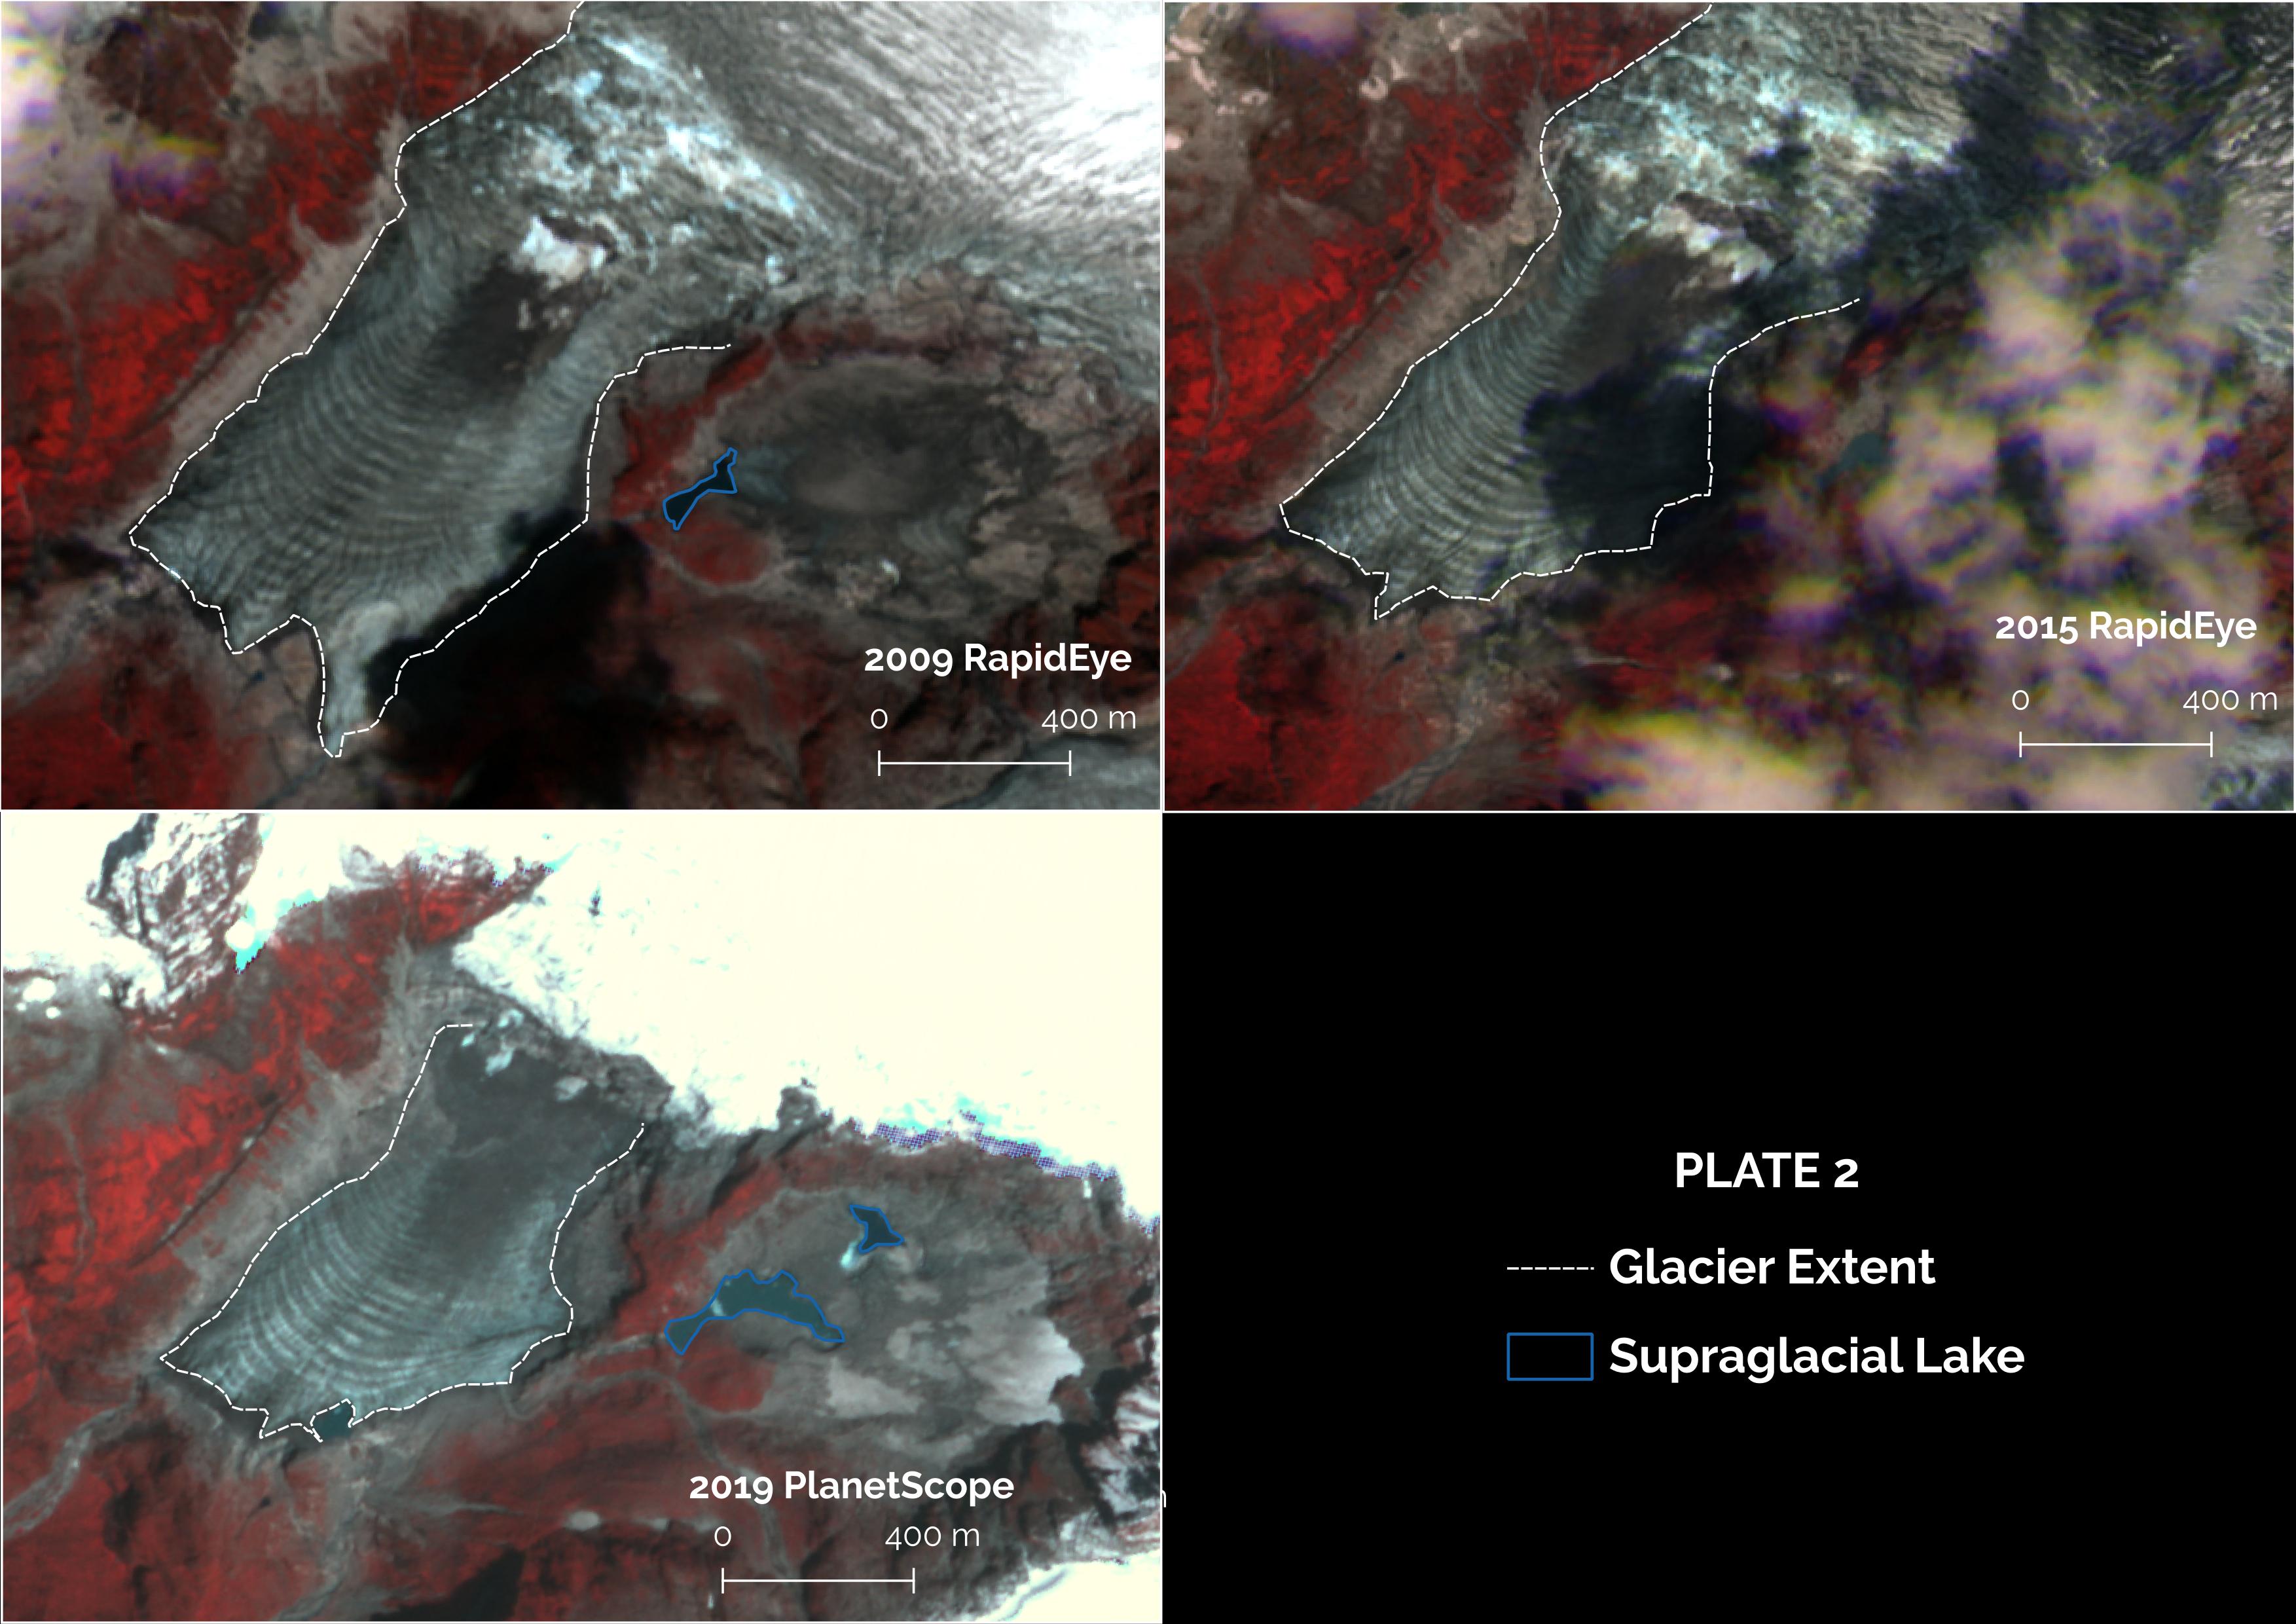 2009 RapidEye
0 400 m
2015 RapidEye
0 400 m
2019 PlanetScope
0 400 m
PLATE 2
Glacier Extent
Supraglacial Lake